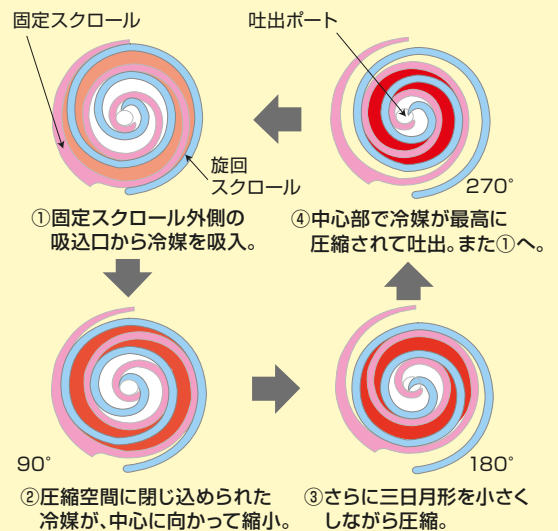 固定スクロール
吐出ポート
旋回
スクロール
①固定スクロール外側の
吸込口から冷媒を吸入。
270°
④中心部で冷媒が最高に
圧縮されて吐出。また①へ。
90°
②圧縮空間に閉じ込められた
冷媒が、中心に向かって縮小。
180°
③さらに三日月形を小さく
しながら圧縮。